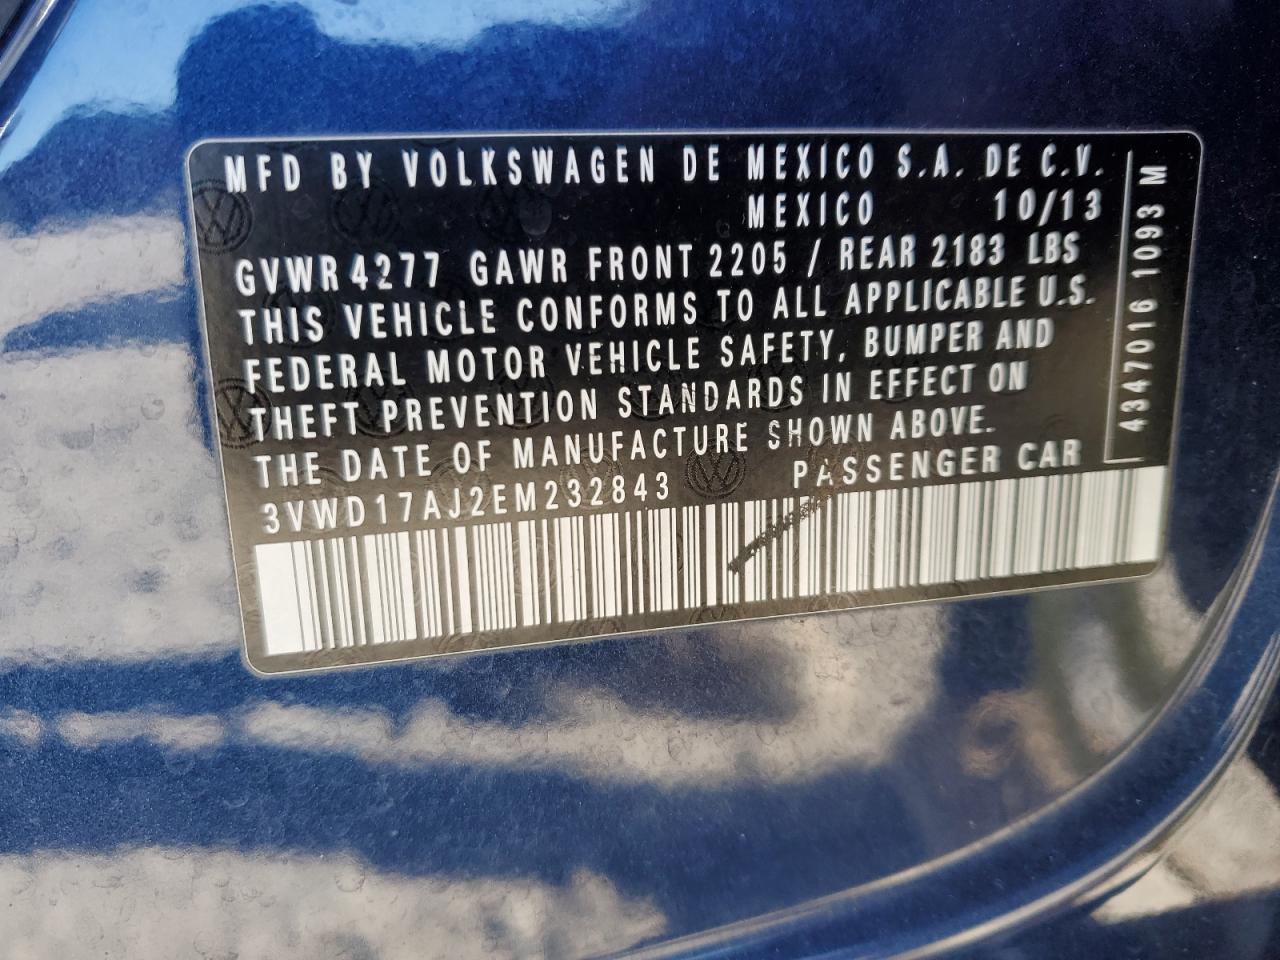 MFD BY VOLKSWAGEN DE MEXICO S.A. DE C.V.
MEXICO 10/13
GVWR 4277 GAWR FRONT 2205 / REAR 2183 LBS
THIS VEHICLE CONFORMS TO ALL APPLICABLE U.S.
FEDERAL MOTOR VEHICLE SAFETY, BUMPER AND
THEFT PREVENTION STANDARDS IN EFFECT ON
THE DATE OF MANUFACTURE SHOWN ABOVE.
3VWD17AJ2EM232843 PASSENGER CAR
4347016 1093 M